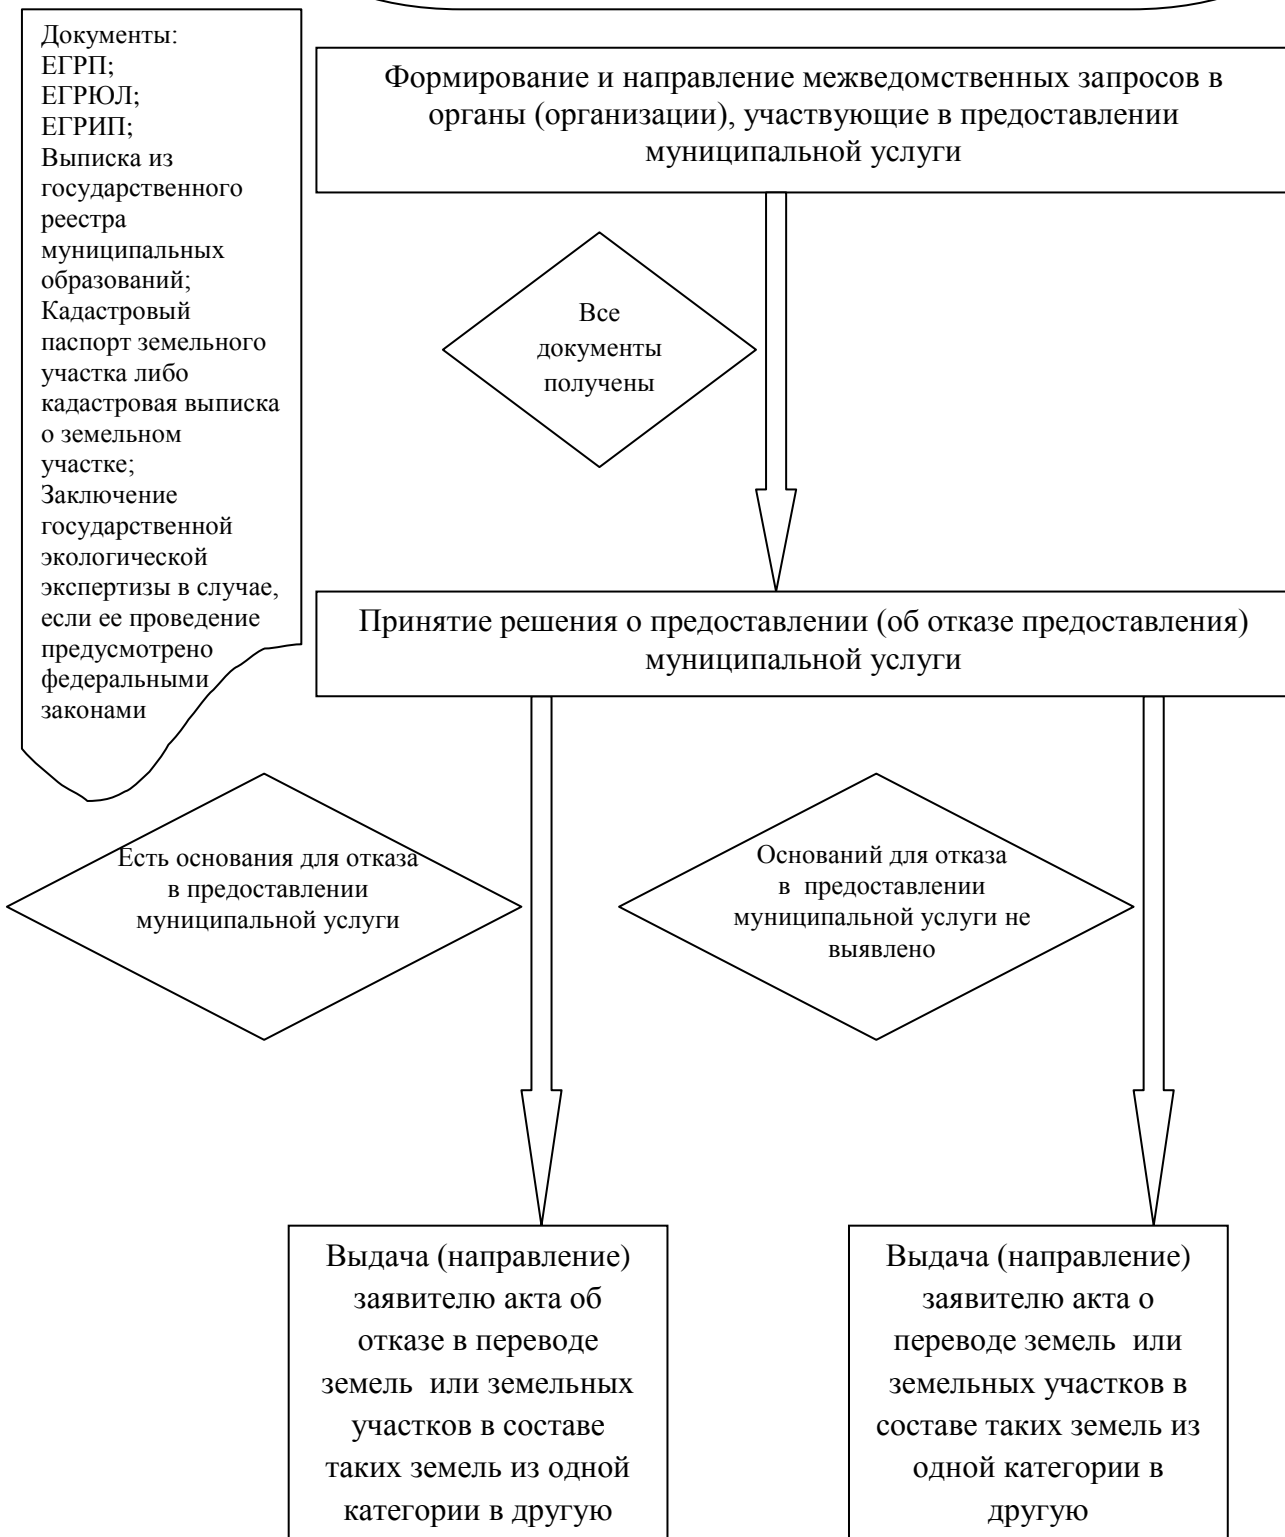 Документы:
ЕГРП;
ЕГРЮЛ;
ЕГРИП;
Выписка из
государственного
реестра
муниципальных
образований;
Кадастровый
паспорт земельного
участка либо
кадастровая выписка
о земельном
участке;
Заключение
государственной
экологической
экспертизы в случае,
если ее проведение
предусмотрено
федеральными
законами
Формирование и направление межведомственных запросов в
органы (организации), участвующие в предоставлении
муниципальной услуги
Все
документы
получены
Принятие решения о предоставлении (об отказе предоставления)
муниципальной услуги
Есть основания для отказа
в предоставлении
муниципальной услуги
Оснований для отказа
в предоставлении
муниципальной услуги не
выявлено
Выдача (направление)
заявителю акта об
отказе в переводе
земель или земельных
участков в составе
таких земель из одной
категории в другую
Выдача (направление)
заявителю акта о
переводе земель или
земельных участков в
составе таких земель из
одной категории в
другую